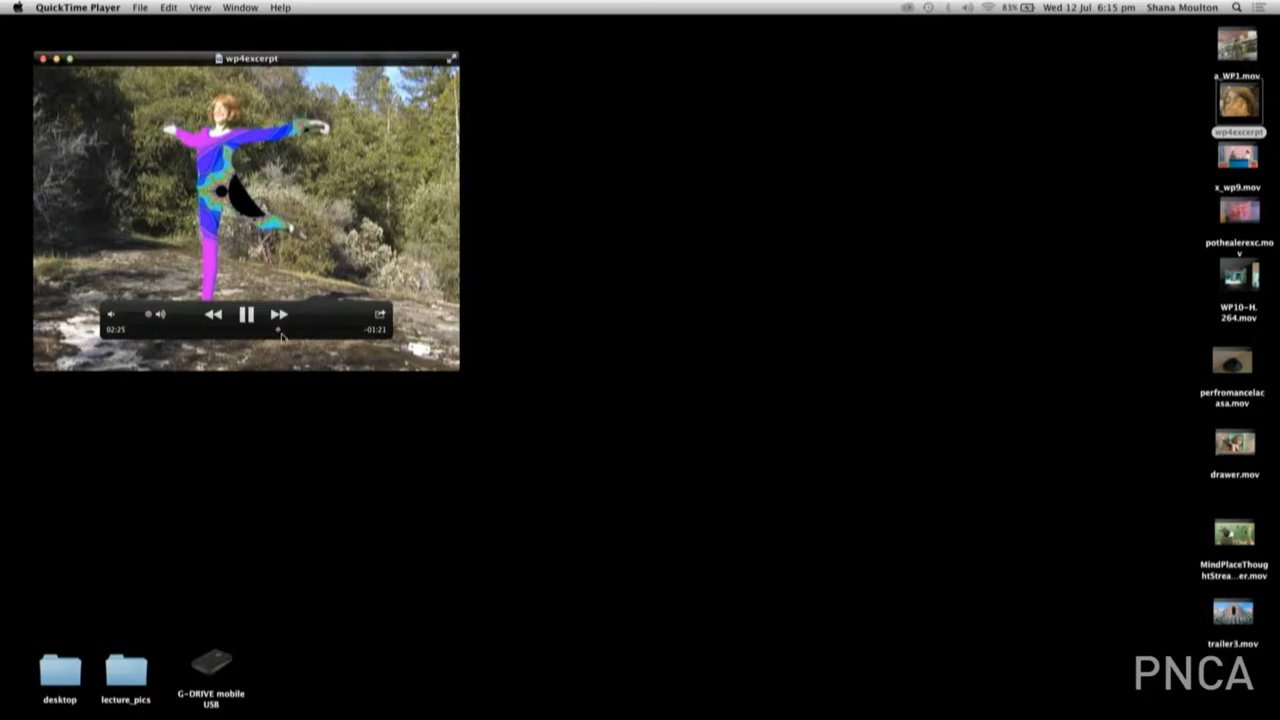 QuickTime Player File Edit View Window Help
83% Wed 12 Jul 6:15 pm Shana Moulton
wp4excerpt
02:25
-01:21
a_WP1.mov
wp4excerpt
x_wp9.mov
pothealerexc.mo
v
WP10-H.
264.mov
perfromancelac
asa.mov
drawer.mov
MindPlaceThoug
htStrea...er.mov
trailer3.mov
desktop
lecture_pics
G-DRIVE mobile
USB
PNCA